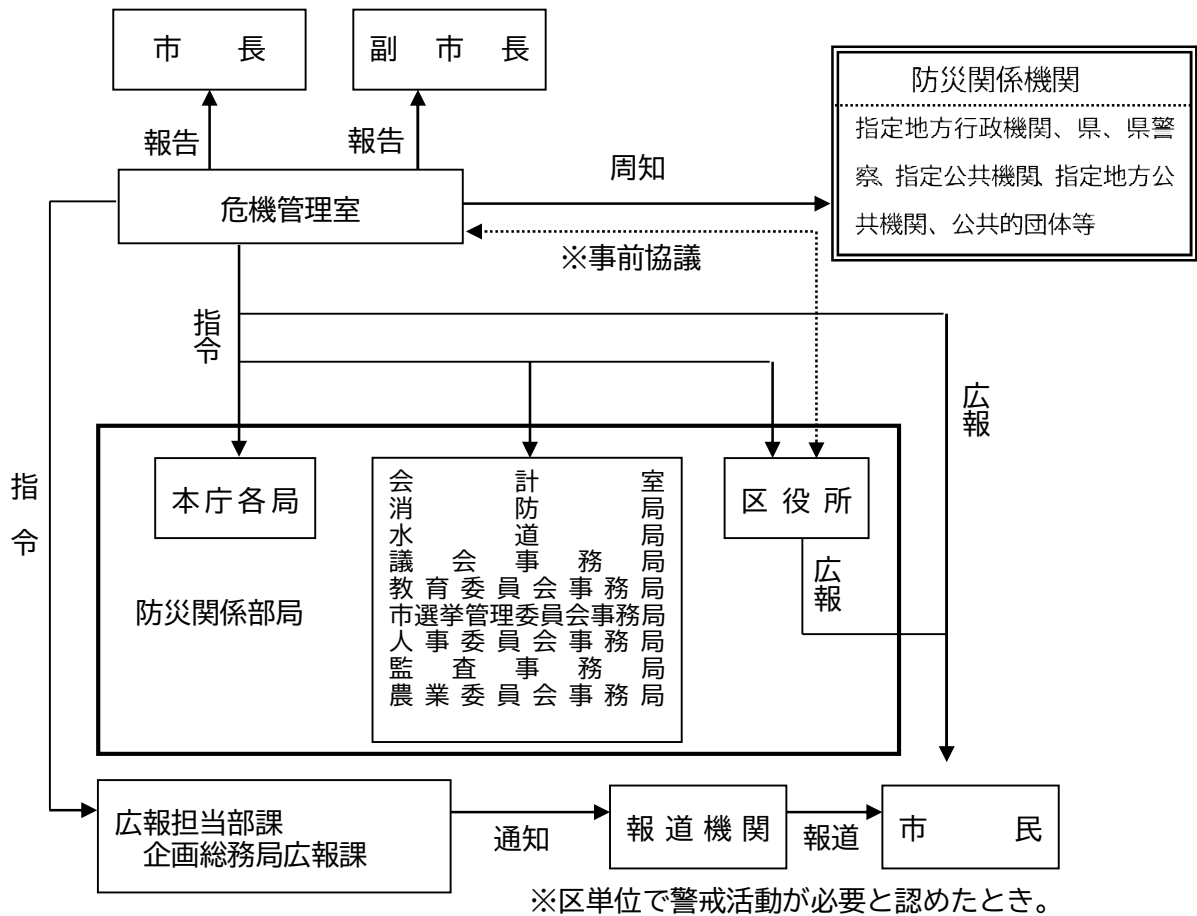 市長
副市長
防災関係機関
指定地方行政機関、県、県警
察、指定公共機関、指定地方公
共機関、公共的団体等
報告
報告
周知
危機管理室
※事前協議
指令
広報
指令
本庁各局
会計室
消防局
水道局
議会事務局
教育委員会事務局
市選挙管理委員会事務局
人事委員会事務局
監査事務局
農業委員会事務局
区役所
広報
防災関係部局
広報担当部課
企画総務局広報課
通知
報道機関
報道
市民
※区単位で警戒活動が必要と認めたとき。